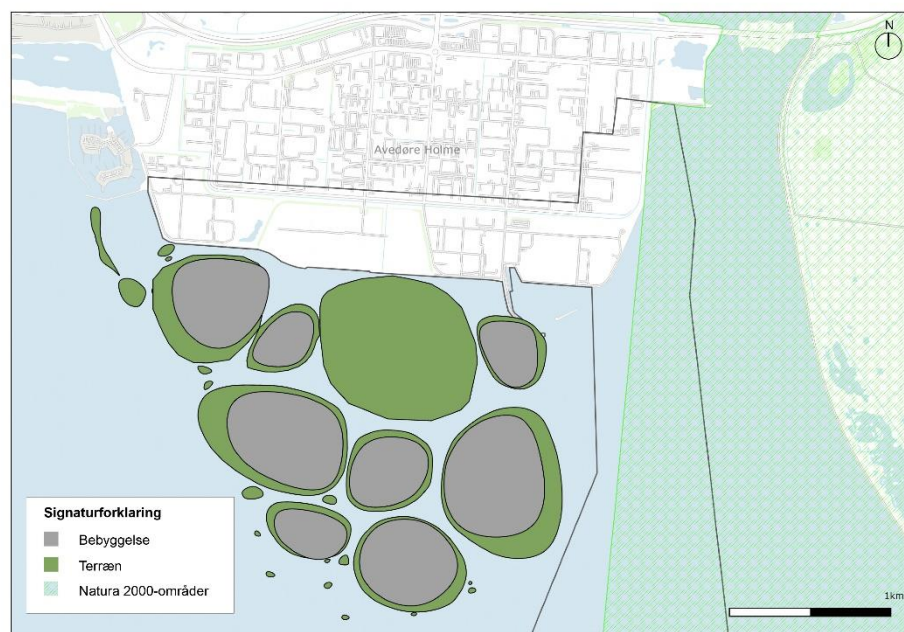 N
Avedøre Holme
Signaturforklaring
Bebyggelse
Terræn
Natura 2000-områder
1km